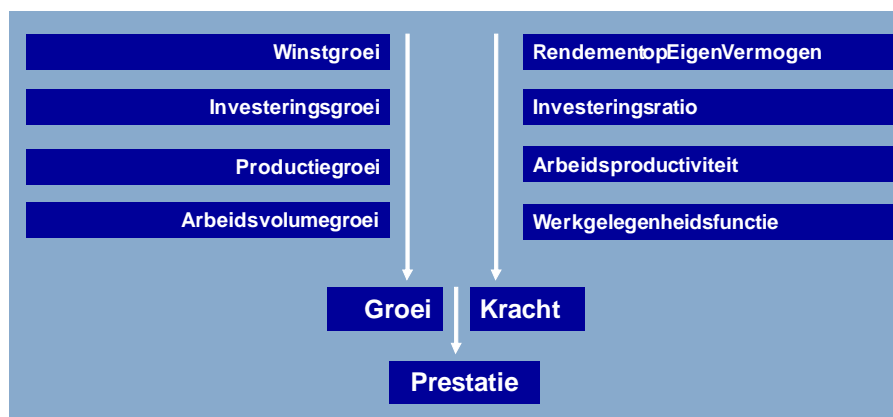 Winstgroei
RendementopEigenVermogen
Investeringsgroei
Investeringsratio
Productiegroei
Arbeidsproductiviteit
Arbeidsvolumegroei
Werkgelegenheidsfunctie
Groei
Kracht
Prestatie